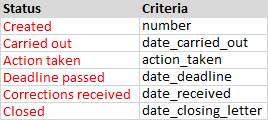 Status Criteria
Created number
Carried out date_carried_out
Action taken action_taken
Deadline passed date_deadline
Corrections received date_received
Closed date_closing_letter